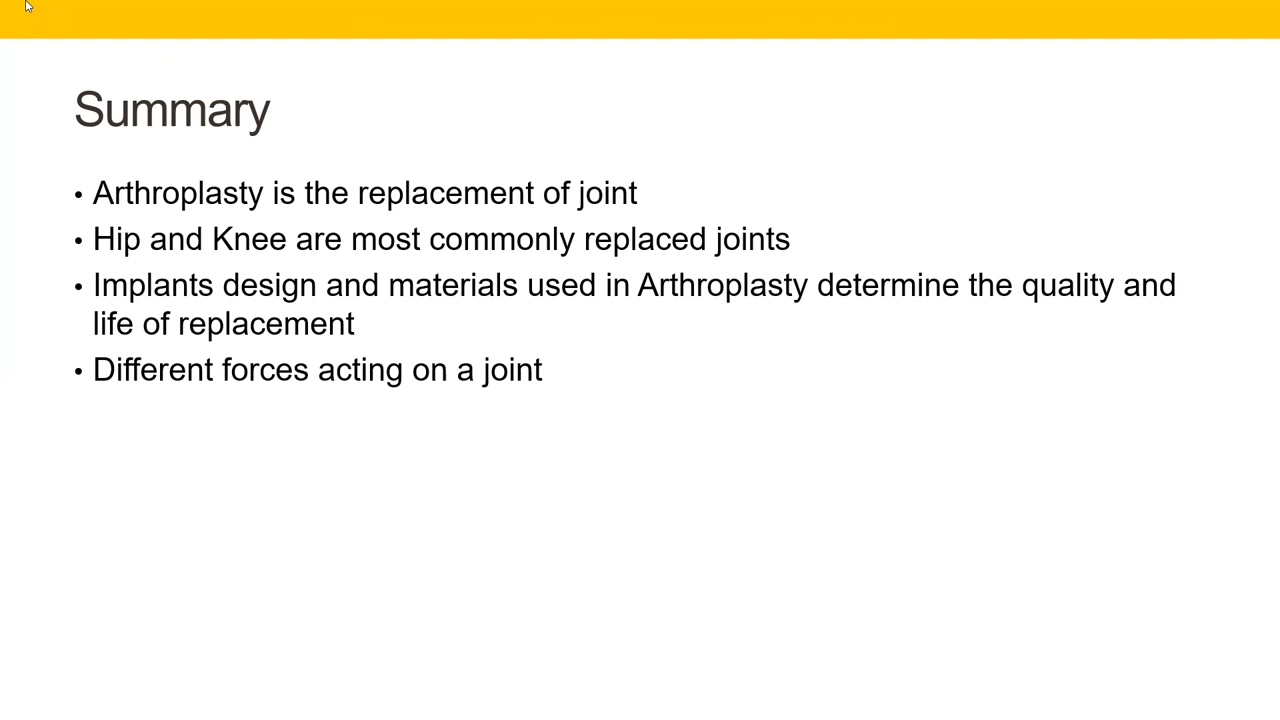 Summary
• Arthroplasty is the replacement of joint
• Hip and Knee are most commonly replaced joints
• Implants design and materials used in Arthroplasty determine the quality and
life of replacement
• Different forces acting on a joint